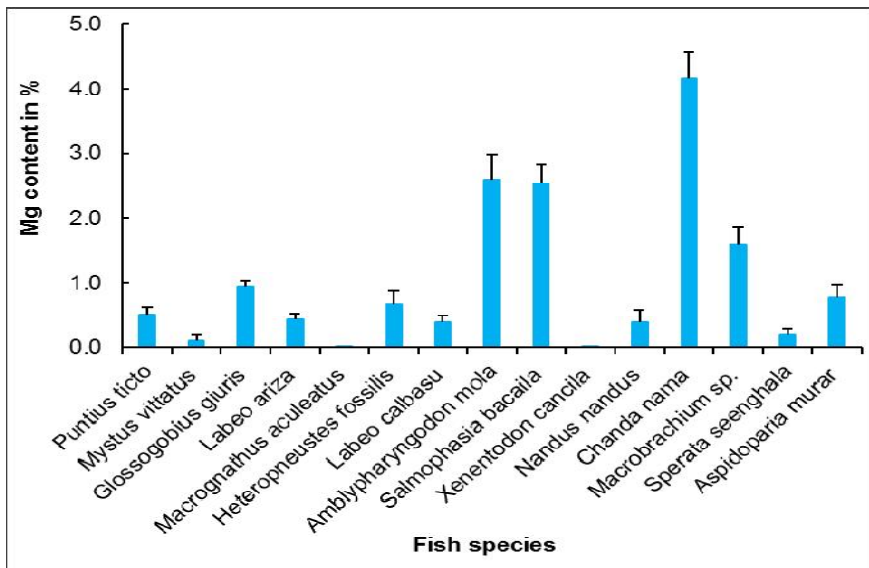 5.0
4.0
3.0
2.0
1.0
0.0
Mg content in %
Puntius ticto
Mystus vittatus
Glossogobius giuris
Labeo ariza
Macrognathus aculeatus
Heteropneustes fossilis
Labeo calbasu
Amblypharyngodon mola
Salmophasia bacaila
Xenentodon cancila
Nandus nandus
Chanda nama
Macrobrachium sp.
Sperata seenghala
Aspidoparia murar
Fish species